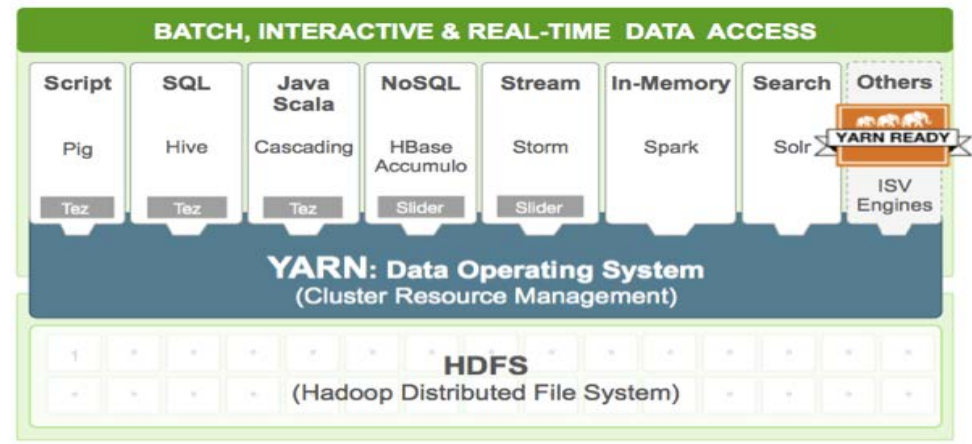 BATCH, INTERACTIVE & REAL-TIME DATA ACCESS
Script
Pig
Tez
SQL
Hive
Tez
Java
Scala
Cascading
Tez
NoSQL
HBase
Accumulo
Slider
Stream
Storm
Slider
In-Memory
Spark
Search
Solr
Others
YARN READY
ISV
Engines
YARN: Data Operating System
(Cluster Resource Management)
1
HDFS
(Hadoop Distributed File System)